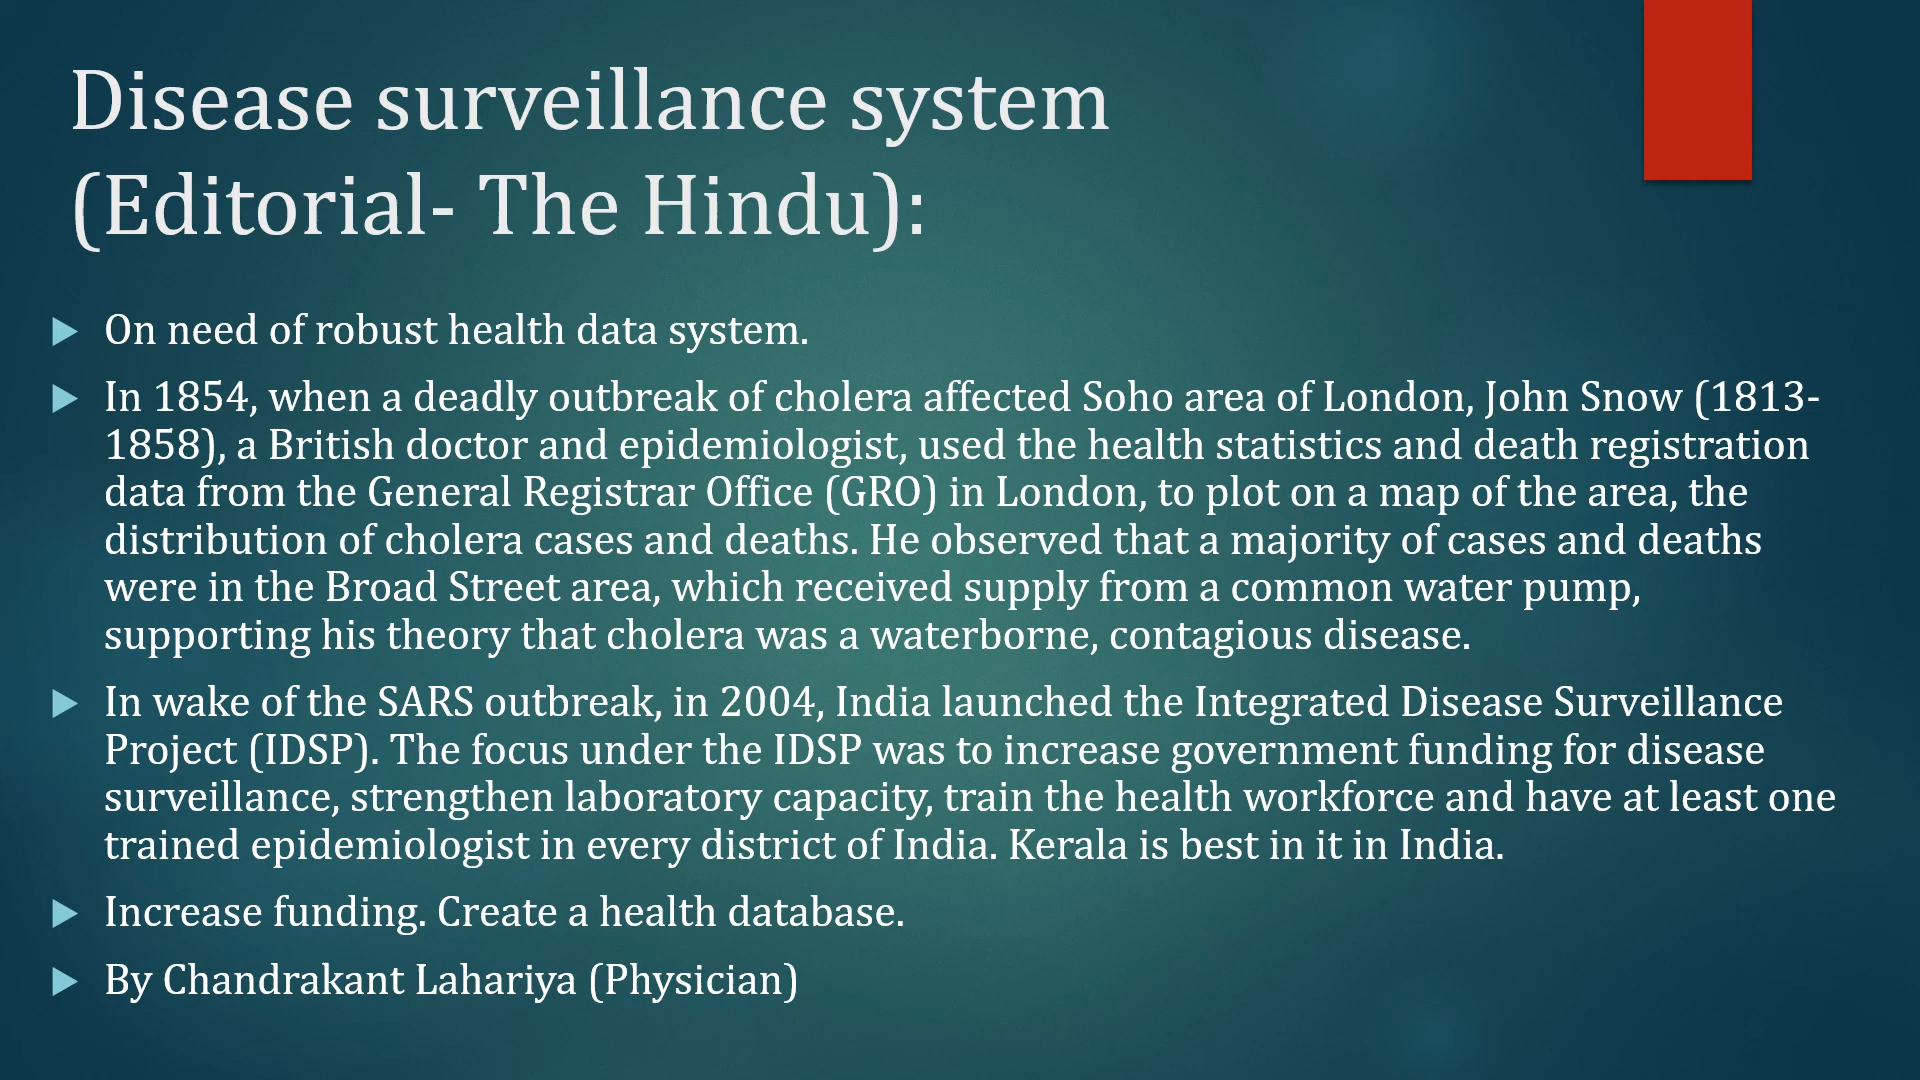 Disease surveillance system
(Editorial- The Hindu):
On need of robust health data system.
In 1854, when a deadly outbreak of cholera affected Soho area of London, John Snow (1813-
1858), a British doctor and epidemiologist, used the health statistics and death registration
data from the General Registrar Office (GRO) in London, to plot on a map of the area, the
distribution of cholera cases and deaths. He observed that a majority of cases and deaths
were in the Broad Street area, which received supply from a common water pump,
supporting his theory that cholera was a waterborne, contagious disease.
In wake of the SARS outbreak, in 2004, India launched the Integrated Disease Surveillance
Project (IDSP). The focus under the IDSP was to increase government funding for disease
surveillance, strengthen laboratory capacity, train the health workforce and have at least one
trained epidemiologist in every district of India. Kerala is best in it in India.
Increase funding. Create a health database.
By Chandrakant Lahariya (Physician)